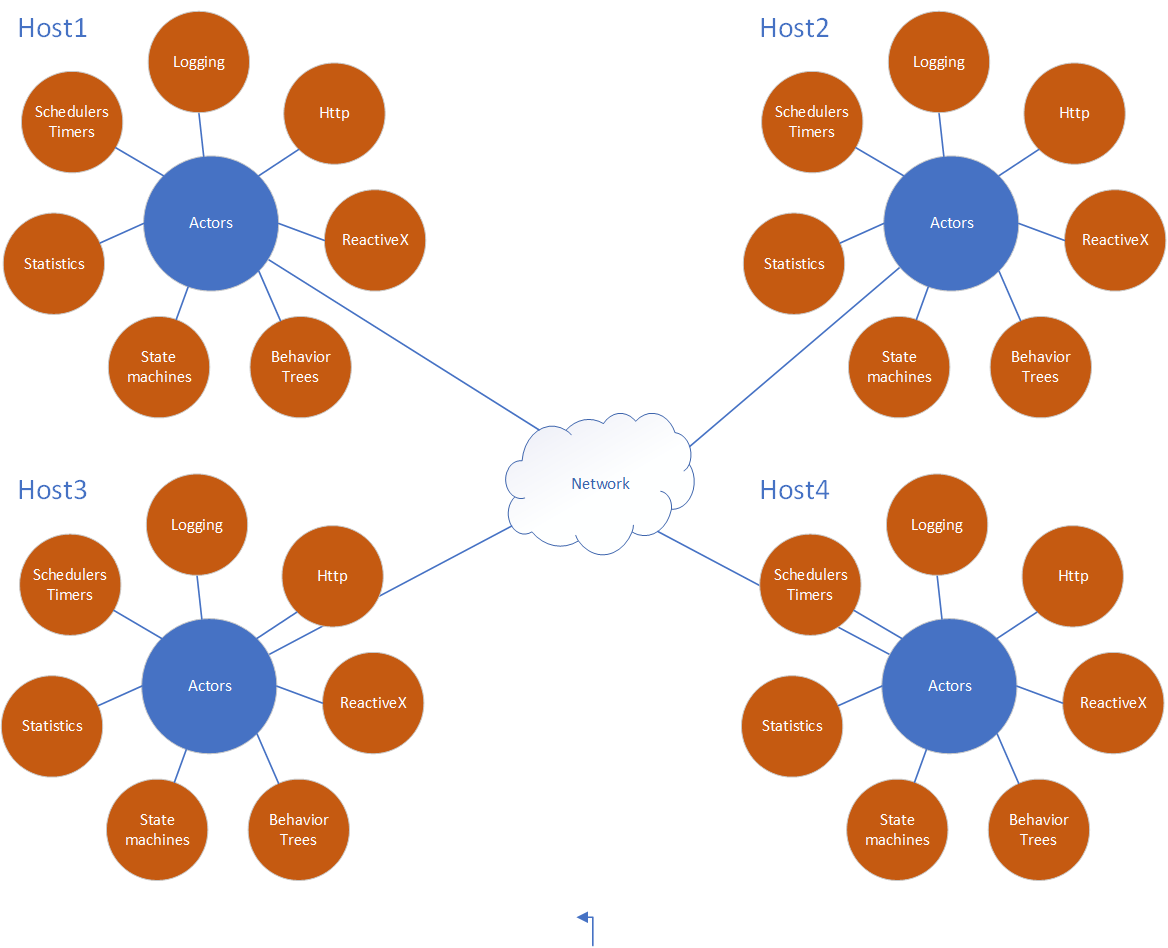 Host1
Logging
Schedulers
Timers
Http
Actors
ReactiveX
Statistics
State
machines
Behavior
Trees
Host2
Logging
Schedulers
Timers
Http
Actors
ReactiveX
Statistics
State
machines
Behavior
Trees
Network
Host3
Logging
Schedulers
Timers
Http
Actors
ReactiveX
Statistics
State
machines
Behavior
Trees
Host4
Logging
Schedulers
Timers
Http
Actors
ReactiveX
Statistics
State
machines
Behavior
Trees